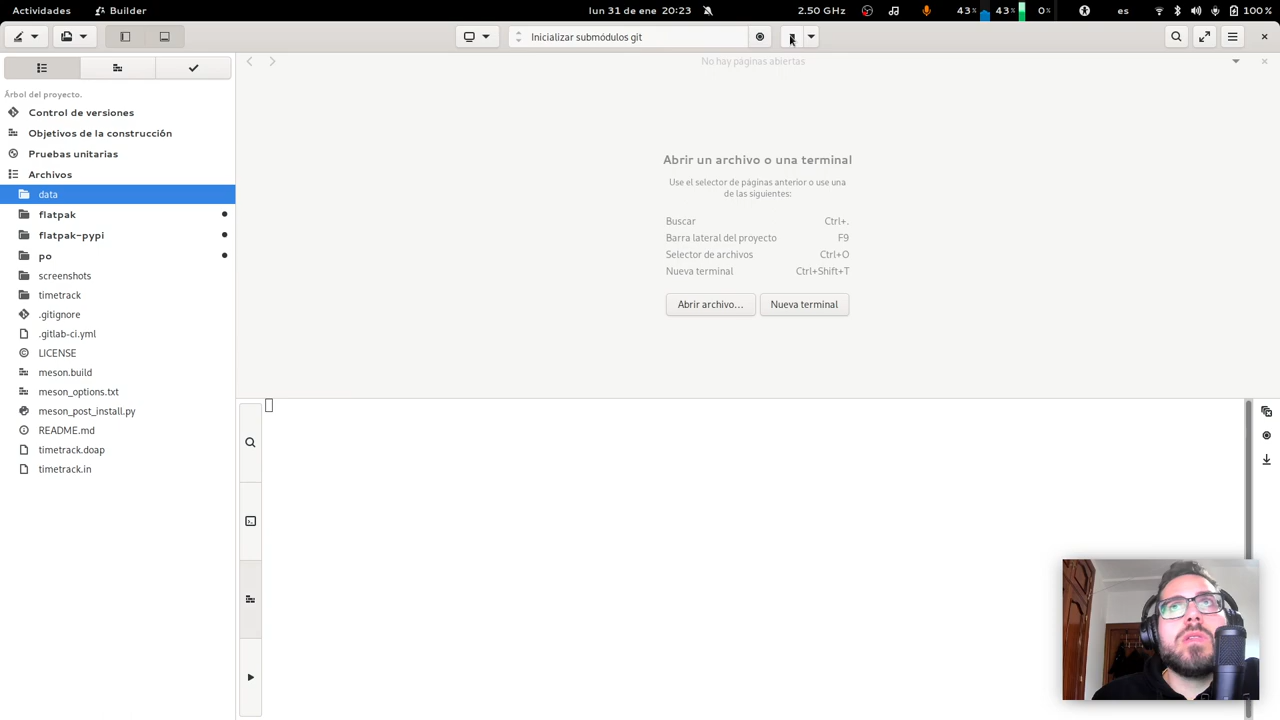 Actividades
Builder
lun 31 de ene 20:23
2.50 GHz
43%
43%
0%
es
100 %
Inicializar submódulos git
No hay páginas abiertas
Árbol del proyecto.
Control de versiones
Objetivos de la construcción
Pruebas unitarias
Archivos
data
flatpak
flatpak-pypi
po
screenshots
timetrack
.gitignore
.gitlab-ci.yml
LICENSE
meson.build
meson_options.txt
meson_post_install.py
README.md
timetrack.doap
timetrack.in
Abrir un archivo o una terminal
Use el selector de páginas anterior o use una
de las siguientes:
Buscar Ctrl+.
Barra lateral del proyecto F9
Selector de archivos Ctrl+O
Nueva terminal Ctrl+Shift+T
Abrir archivo…
Nueva terminal